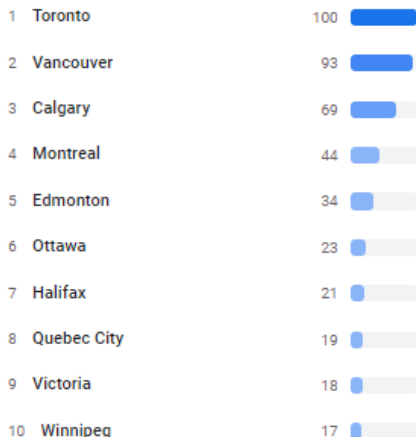 1 Toronto 100
2 Vancouver 93
3 Calgary 69
4 Montreal 44
5 Edmonton 34
6 Ottawa 23
7 Halifax 21
8 Quebec City 19
9 Victoria 18
10 Winnipeg 17